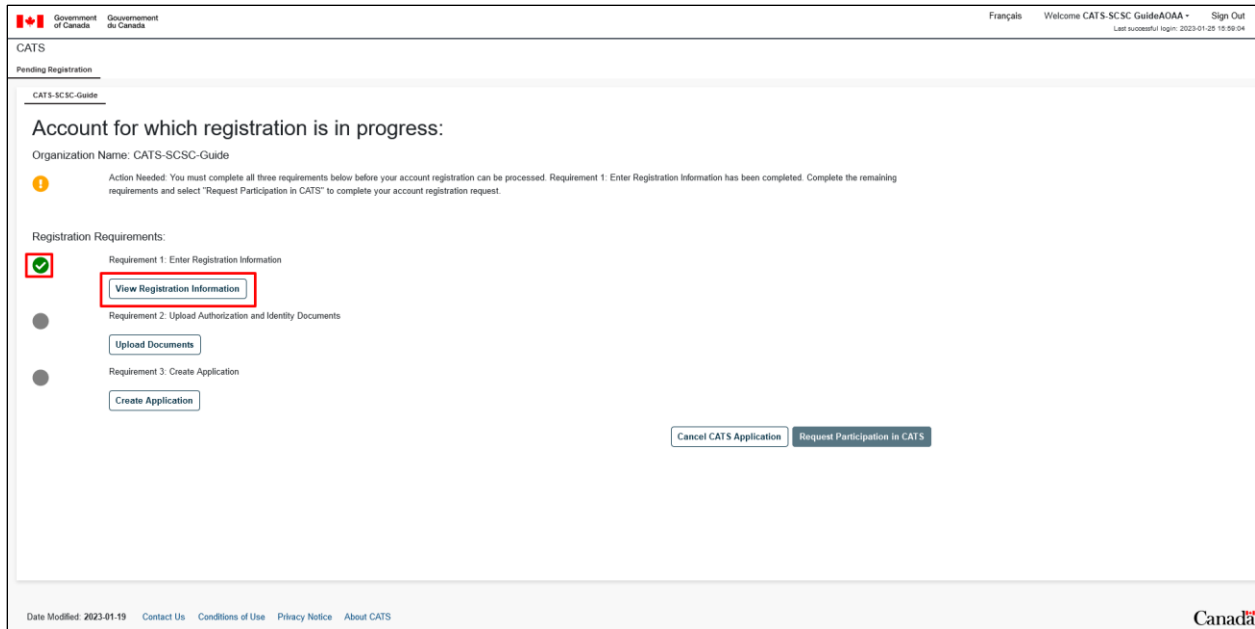 Government of Canada
Gouvernement du Canada
Français
Welcome CATS-SCSC GuideAOAA
Sign Out
Last successful login: 2023-01-25 15:59:04
CATS
Pending Registration
CATS-SCSC-Guide
Account for which registration is in progress:
Organization Name: CATS-SCSC-Guide
Action Needed: You must complete all three requirements below before your account registration can be processed. Requirement 1: Enter Registration Information has been completed. Complete the remaining
requirements and select "Request Participation in CATS" to complete your account registration request.
Registration Requirements:
Requirement 1: Enter Registration Information
View Registration Information
Requirement 2: Upload Authorization and Identity Documents
Upload Documents
Requirement 3: Create Application
Create Application
Cancel CATS Application
Request Participation in CATS
Date Modified: 2023-01-19 Contact Us Conditions of Use Privacy Notice About CATS
Canada